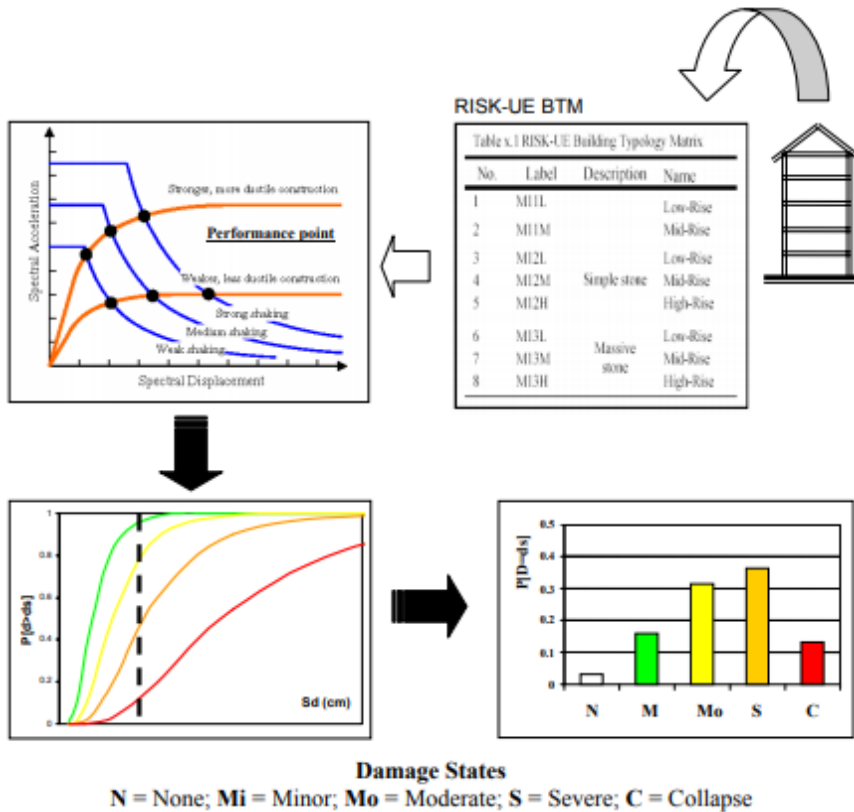 RISK-UE BTM
Table x.1 RISK-UE Building Typology Matrix
No. Label Description Name
1 M11L Low-Rise
2 M11M Mid-Rise
3 M12L Low-Rise
4 M12M Simple stone Mid-Rise
5 M12H High-Rise
6 M13L Low-Rise
7 M13M Massive stone Mid-Rise
8 M13H High-Rise
Spectral Acceleration
Stronger, more ductile construction
Performance point
Weaker, less ductile construction
Strong shaking
Medium shaking
Weak shaking
Spectral Displacement
P[d>ds]
1
0.8
0.6
0.4
0.2
0
Sd (cm)
P[D=ds]
0.5
0.4
0.3
0.2
0.1
0
N M Mo S C
Damage States
N = None; Mi = Minor; Mo = Moderate; S = Severe; C = Collapse